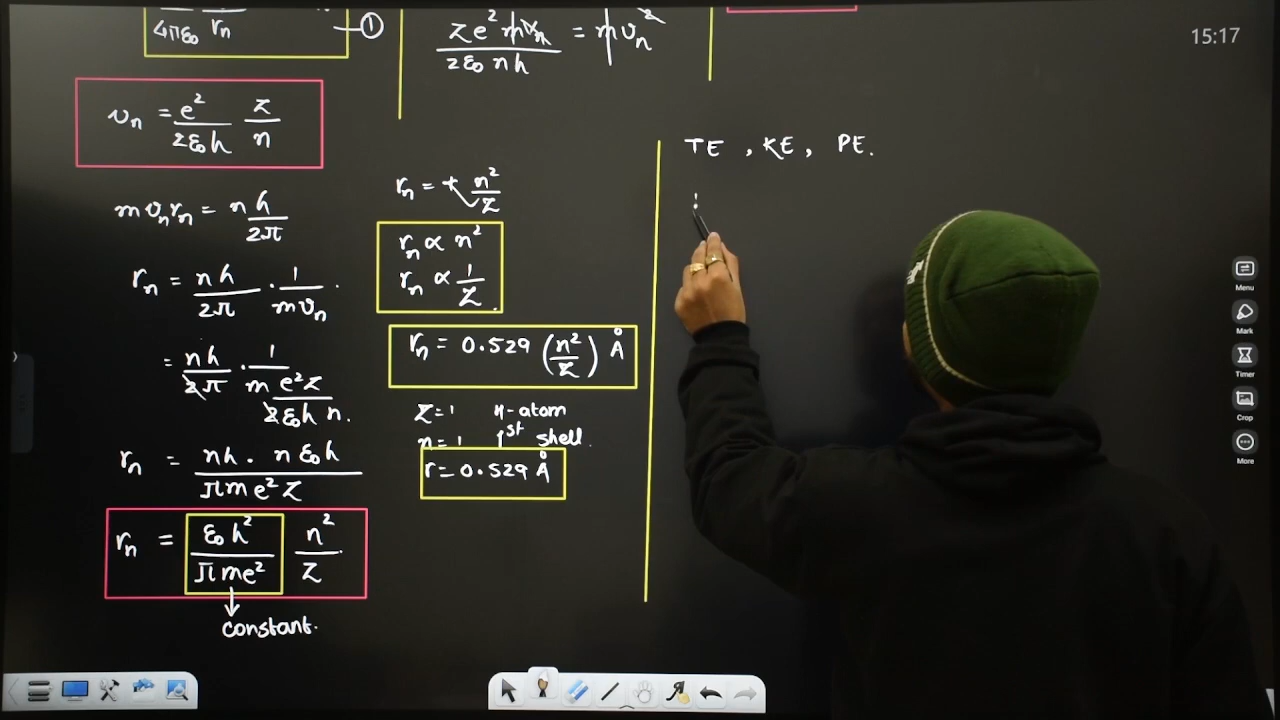 4πε₀ rₙ —①
vₙ = e²/2ε₀h z/n
m vₙ rₙ = n h/2π
rₙ = nh/2π · 1/mvₙ .
= nh/2π · 1/m e²z/2ε₀h n.
rₙ = nh · n ε₀h/πme²z
rₙ = ε₀h²/πme² n²/z
constant.
ze² m vₙ/2ε₀ nh = m vₙ²
rₙ = + n²/z
rₙ ∝ n²
rₙ ∝ 1/z
rₙ = 0.529 (n²/z) Å
z=1 H-atom
n=1 1st shell.
r = 0.529 Å
TE , KE , PE.
15:17
Menu
Mark
Timer
Crop
More